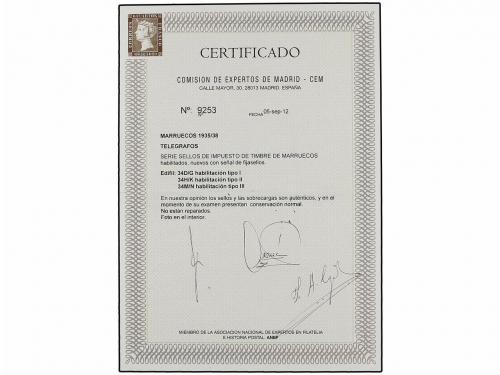 CERTIFICADO
COMISION DE EXPERTOS DE MADRID - CEM
CALLE MAYOR, 30, 28013 MADRID. ESPAÑA
Nº: 9253
FECHA 05-sep-12
MARRUECOS 1935/38
TELEGRAFOS
SERIE SELLOS DE IMPUESTO DE TIMBRE DE MARRUECOS
habilitados, nuevos con señal de fijasellos.
Edifil: 34D/G habilitación tipo I
34H/K habilitación tipo II
34M/N habilitación tipo III
En nuestra opinión los sellos y las sobrecargas son auténticos, y en el
momento de su examen presentan conservación normal.
No están reparados.
Foto en el interior.
MIEMBRO DE LA ASOCIACION NACIONAL DE EXPERTOS EN FILATELIA
E HISTORIA POSTAL. ANEF